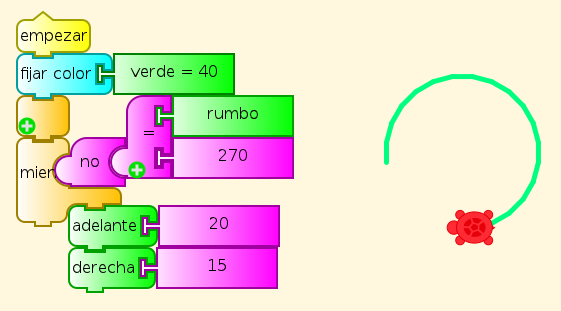 empezar
fijar color verde = 40
= rumbo
mien no 270
adelante 20
derecha 15